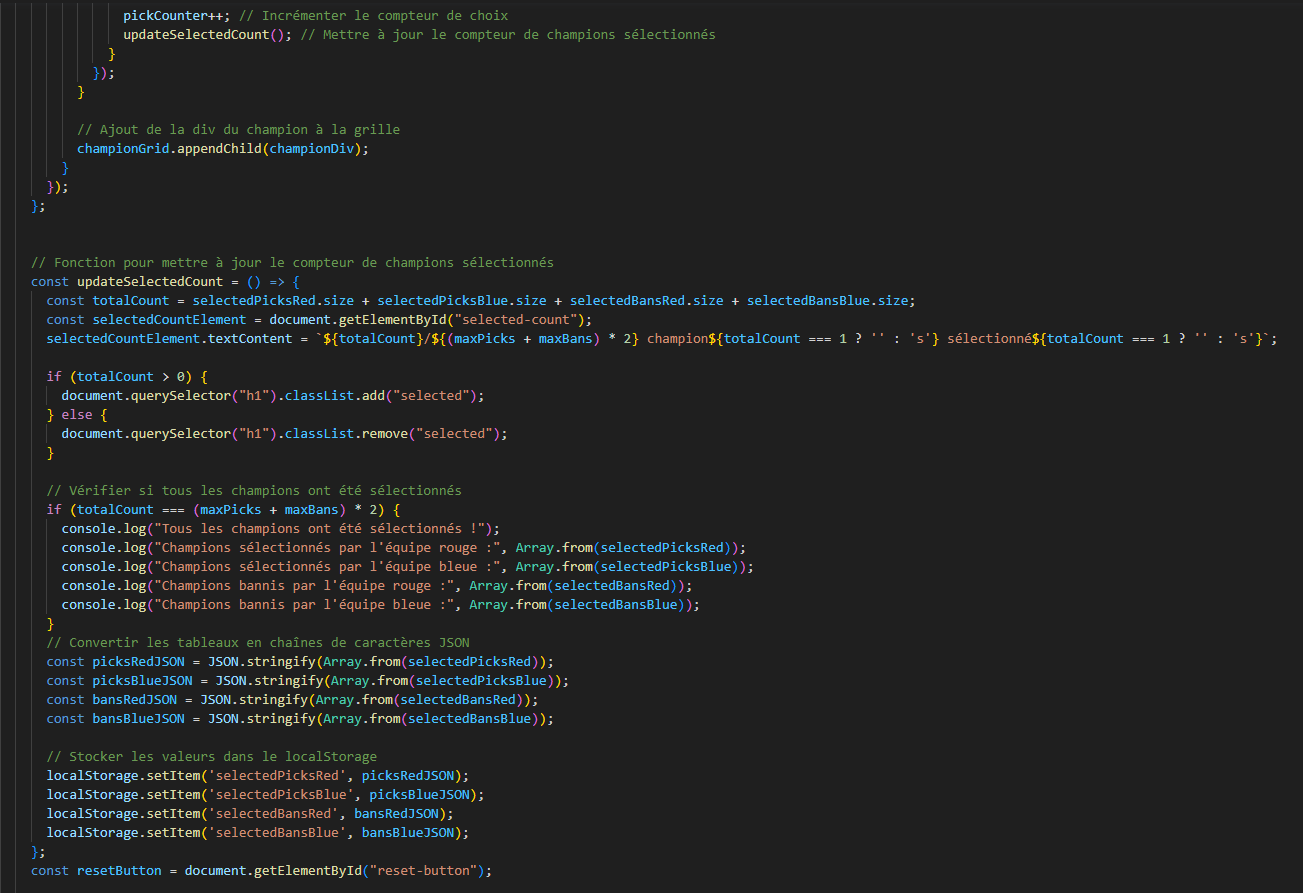 pickCounter++; // Incrémenter le compteur de choix
updateSelectedCount(); // Mettre à jour le compteur de champions sélectionnés
}
});
}
// Ajout de la div du champion à la grille
championGrid.appendChild(championDiv);
}
});
};
// Fonction pour mettre à jour le compteur de champions sélectionnés
const updateSelectedCount = () => {
const totalCount = selectedPicksRed.size + selectedPicksBlue.size + selectedBansRed.size + selectedBansBlue.size;
const selectedCountElement = document.getElementById("selected-count");
selectedCountElement.textContent = `${totalCount}/${(maxPicks + maxBans) * 2} champion${totalCount === 1 ? '' : 's'} sélectionné${totalCount === 1 ? '' : 's'}`;
if (totalCount > 0) {
document.querySelector("h1").classList.add("selected");
} else {
document.querySelector("h1").classList.remove("selected");
}
// Vérifier si tous les champions ont été sélectionnés
if (totalCount === (maxPicks + maxBans) * 2) {
console.log("Tous les champions ont été sélectionnés !");
console.log("Champions sélectionnés par l'équipe rouge :", Array.from(selectedPicksRed));
console.log("Champions sélectionnés par l'équipe bleue :", Array.from(selectedPicksBlue));
console.log("Champions bannis par l'équipe rouge :", Array.from(selectedBansRed));
console.log("Champions bannis par l'équipe bleue :", Array.from(selectedBansBlue));
}
// Convertir les tableaux en chaînes de caractères JSON
const picksRedJSON = JSON.stringify(Array.from(selectedPicksRed));
const picksBlueJSON = JSON.stringify(Array.from(selectedPicksBlue));
const bansRedJSON = JSON.stringify(Array.from(selectedBansRed));
const bansBlueJSON = JSON.stringify(Array.from(selectedBansBlue));
// Stocker les valeurs dans le localStorage
localStorage.setItem('selectedPicksRed', picksRedJSON);
localStorage.setItem('selectedPicksBlue', picksBlueJSON);
localStorage.setItem('selectedBansRed', bansRedJSON);
localStorage.setItem('selectedBansBlue', bansBlueJSON);
};
const resetButton = document.getElementById("reset-button");